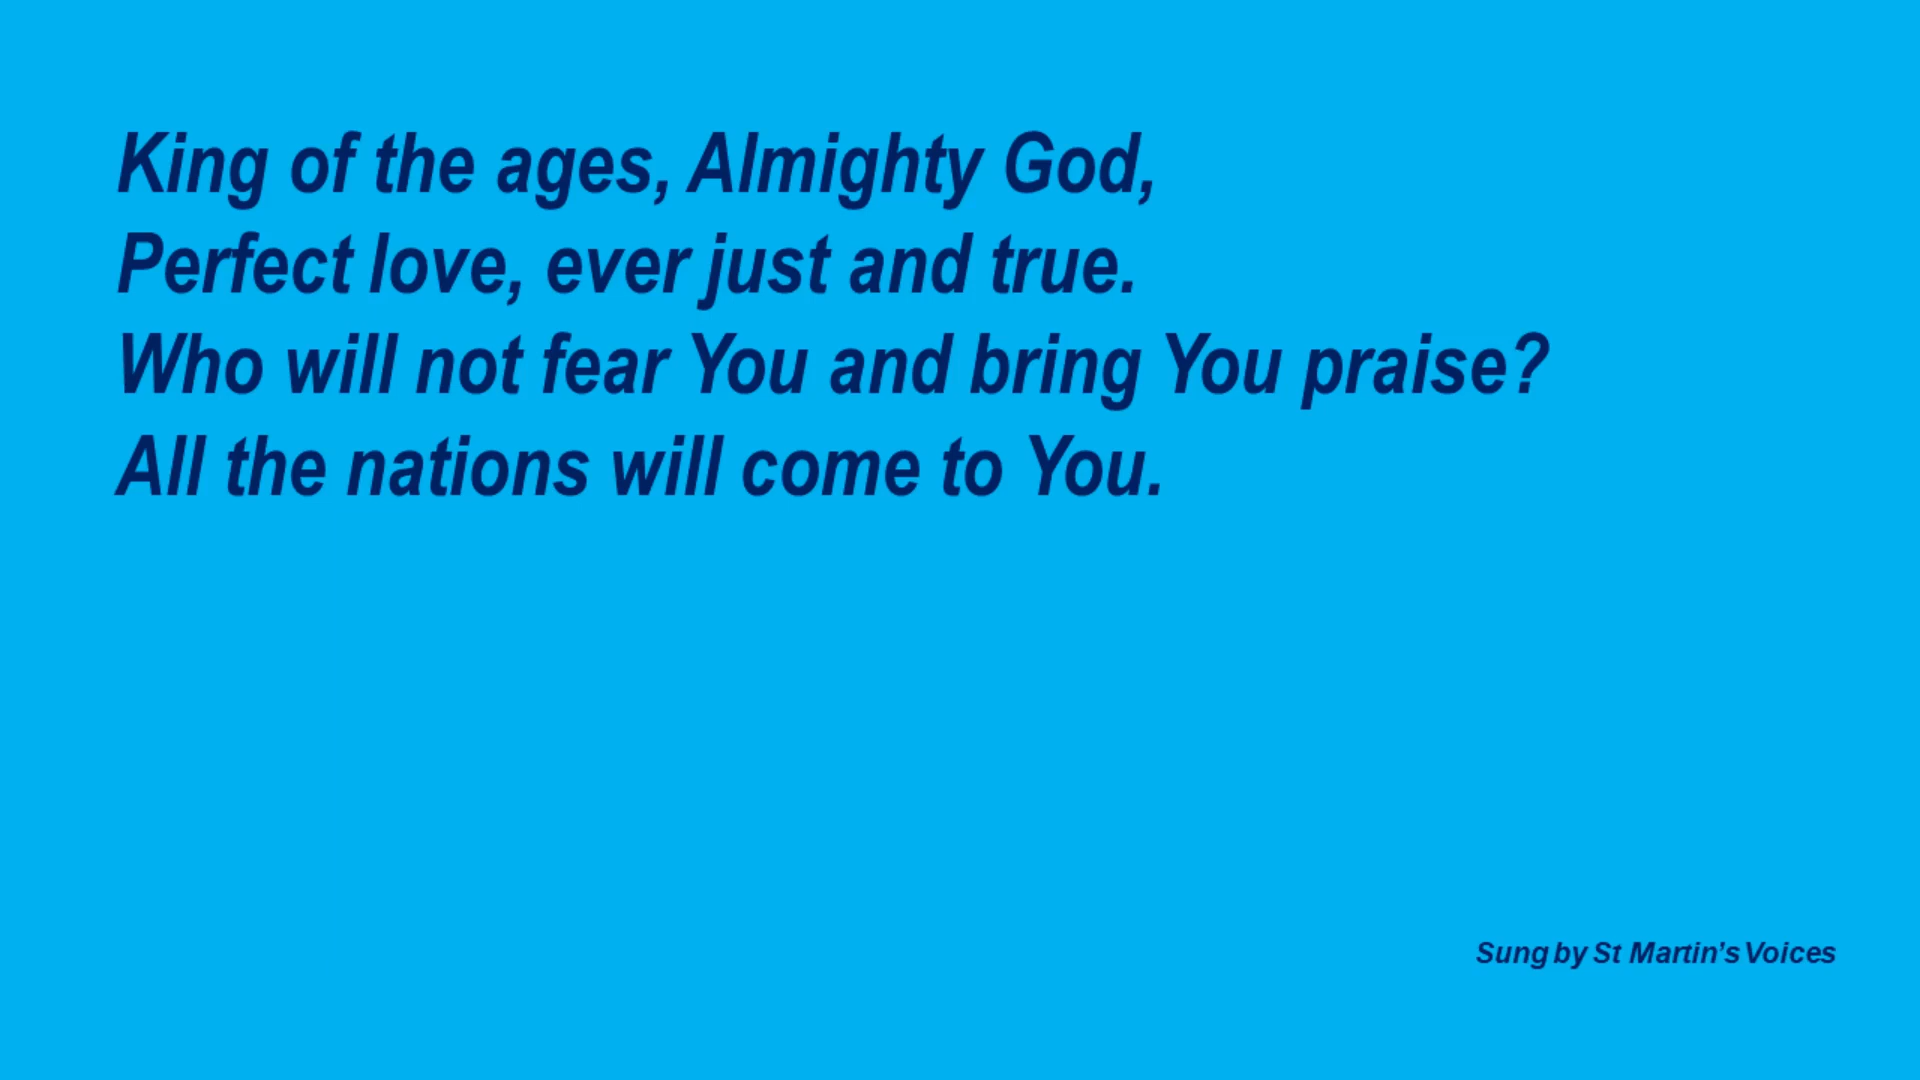 King of the ages, Almighty God,
Perfect love, ever just and true.
Who will not fear You and bring You praise?
All the nations will come to You.
Sung by St Martin’s Voices